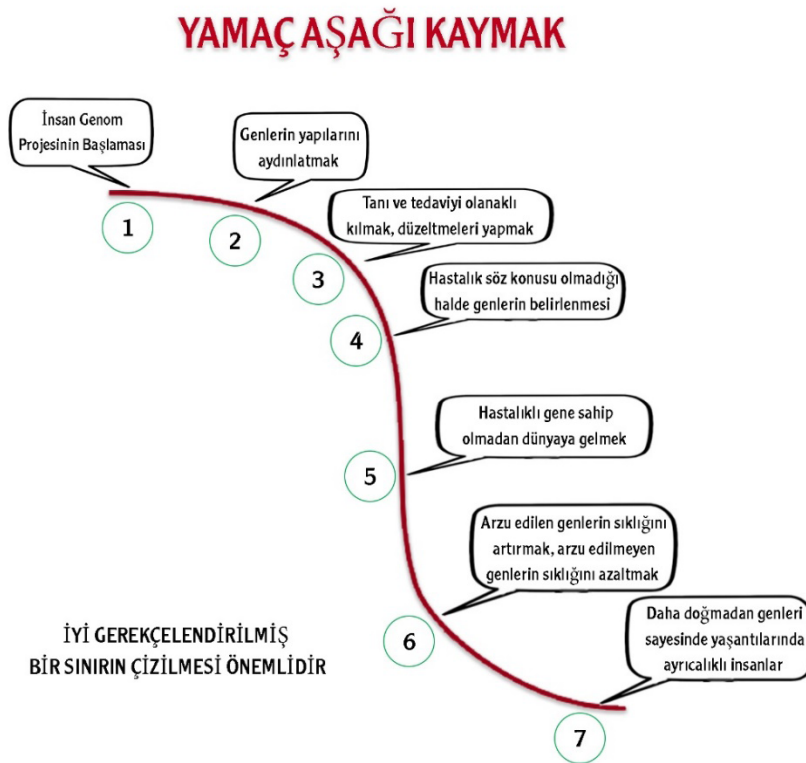 YAMAÇ AŞAĞI KAYMAK
İnsan Genom
Projesinin Başlaması
1
Genlerin yapılarını
aydınlatmak
2
Tanı ve tedaviyi olanaklı
kılmak, düzeltmeleri yapmak
3
Hastalık söz konusu olmadığı
halde genlerin belirlenmesi
4
Hastalıklı gene sahip
olmadan dünyaya gelmek
5
Arzu edilen genlerin sıklığını
artırmak, arzu edilmeyen
genlerin sıklığını azaltmak
6
Daha doğmadan genleri
sayesinde yaşantılarında
ayrıcalıklı insanlar
7
İYİ GEREKÇELENDİRİLMİŞ
BİR SINIRIN ÇİZİLMESİ ÖNEMLİDİR